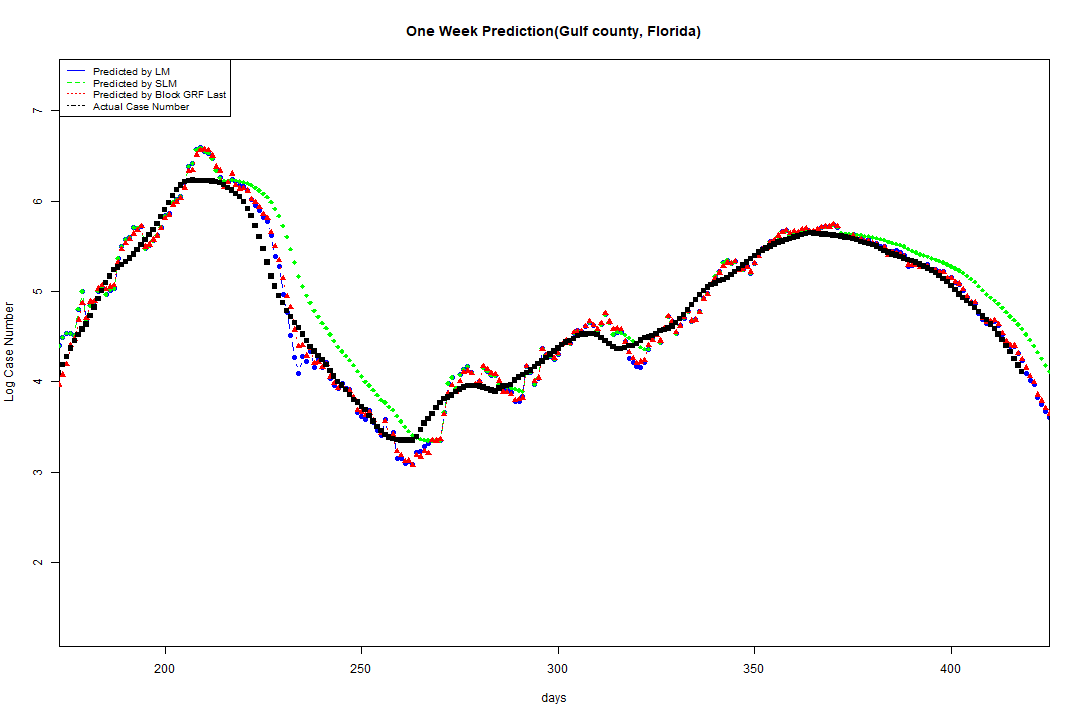 One Week Prediction(Gulf county, Florida)
Predicted by LM
Predicted by SLM
Predicted by Block GRF Last
Actual Case Number
7
6
5
4
3
2
Log Case Number
200 250 300 350 400
days